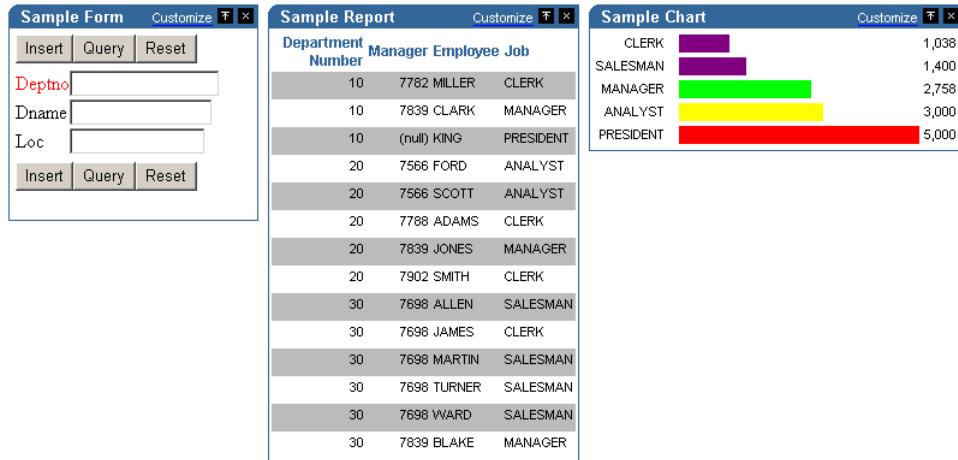 Sample Form Customize
Insert Query Reset
Deptno
Dname
Loc
Insert Query Reset
Sample Report Customize
Department Number Manager Employee Job
10 7782 MILLER CLERK
10 7839 CLARK MANAGER
10 (null) KING PRESIDENT
20 7566 FORD ANALYST
20 7566 SCOTT ANALYST
20 7788 ADAMS CLERK
20 7839 JONES MANAGER
20 7902 SMITH CLERK
30 7698 ALLEN SALESMAN
30 7698 JAMES CLERK
30 7698 MARTIN SALESMAN
30 7698 TURNER SALESMAN
30 7698 WARD SALESMAN
30 7839 BLAKE MANAGER
Sample Chart Customize
CLERK 1,038
SALESMAN 1,400
MANAGER 2,758
ANALYST 3,000
PRESIDENT 5,000